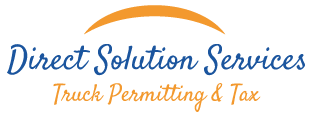 Direct Solution Services
Truck Permitting & Tax